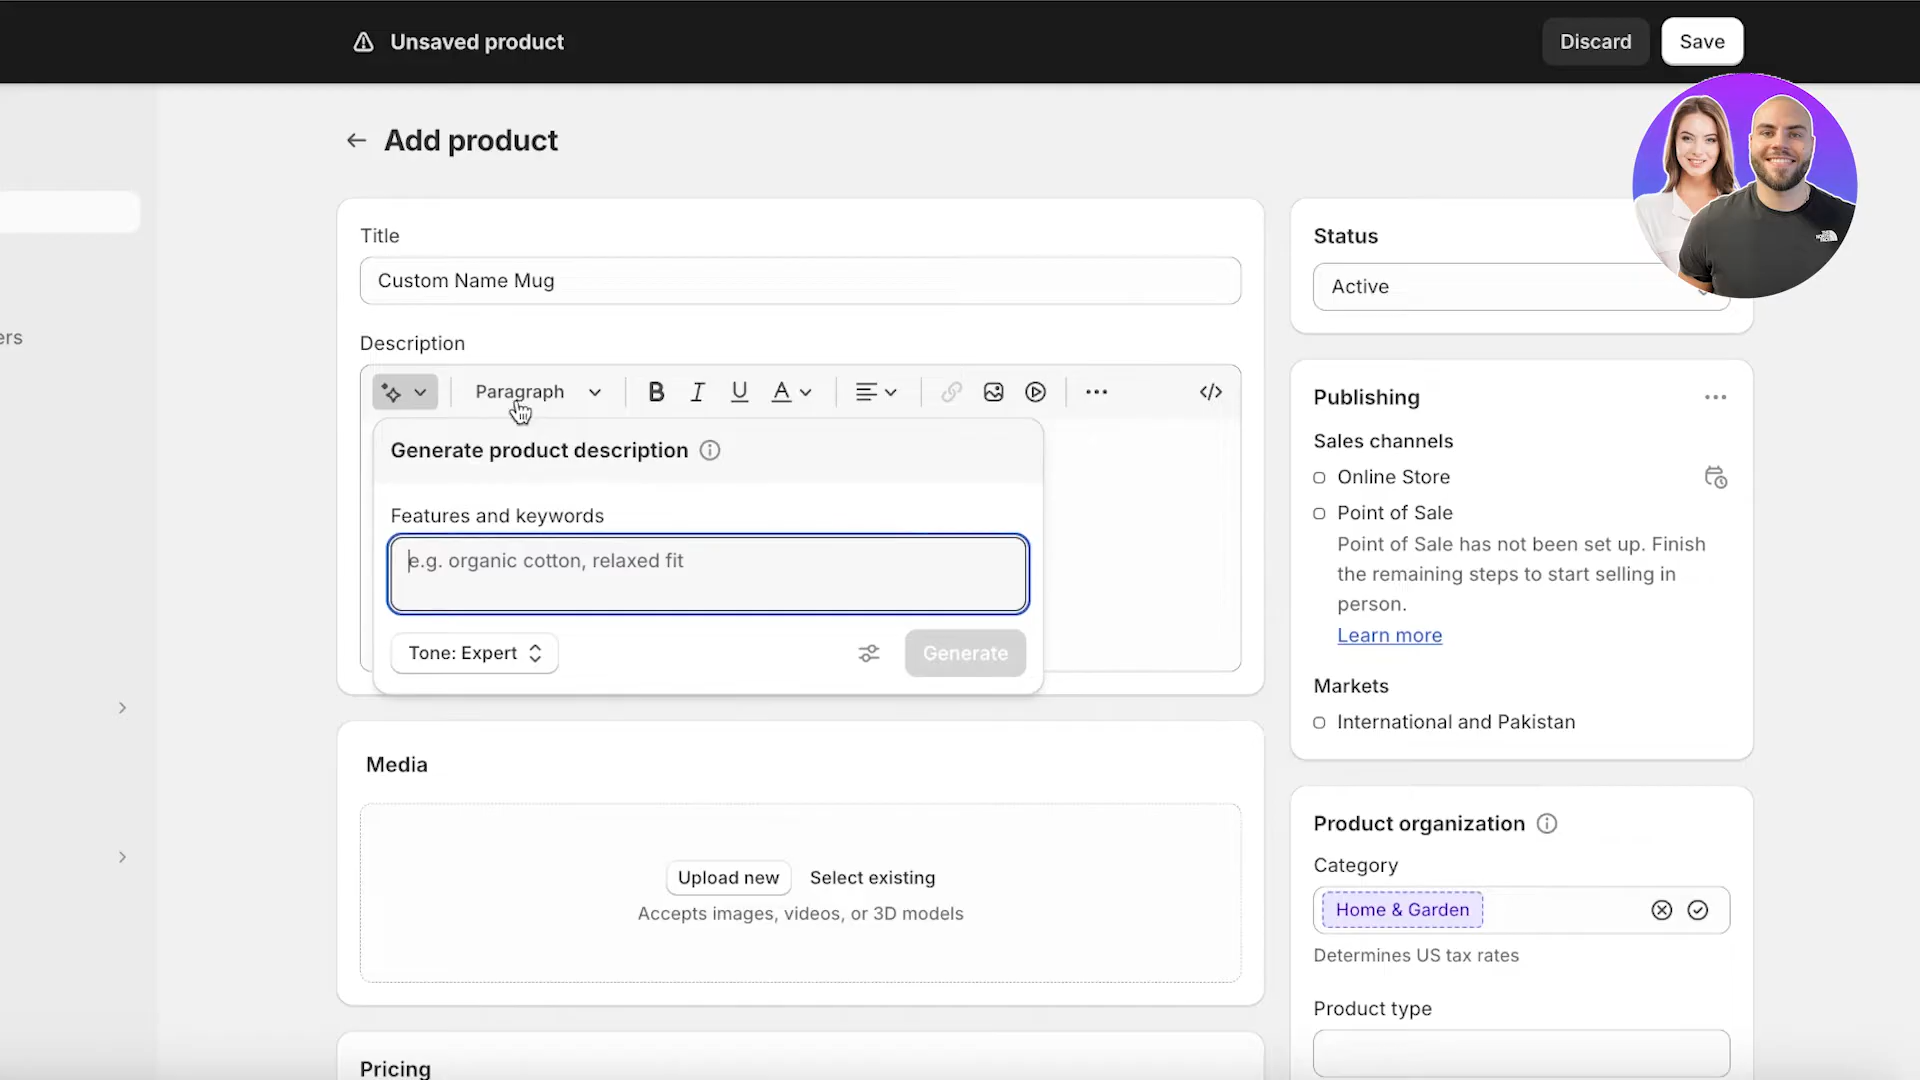 Unsaved product
Discard
Save
Add product
Title
Custom Name Mug
Description
Paragraph
Generate product description
Features and keywords
e.g. organic cotton, relaxed fit
Tone: Expert
Generate
Media
Upload new
Select existing
Accepts images, videos, or 3D models
Pricing
ers
Status
Active
Publishing
Sales channels
Online Store
Point of Sale
Point of Sale has not been set up. Finish
the remaining steps to start selling in
person.
Learn more
Markets
International and Pakistan
Product organization
Category
Home & Garden
Determines US tax rates
Product type